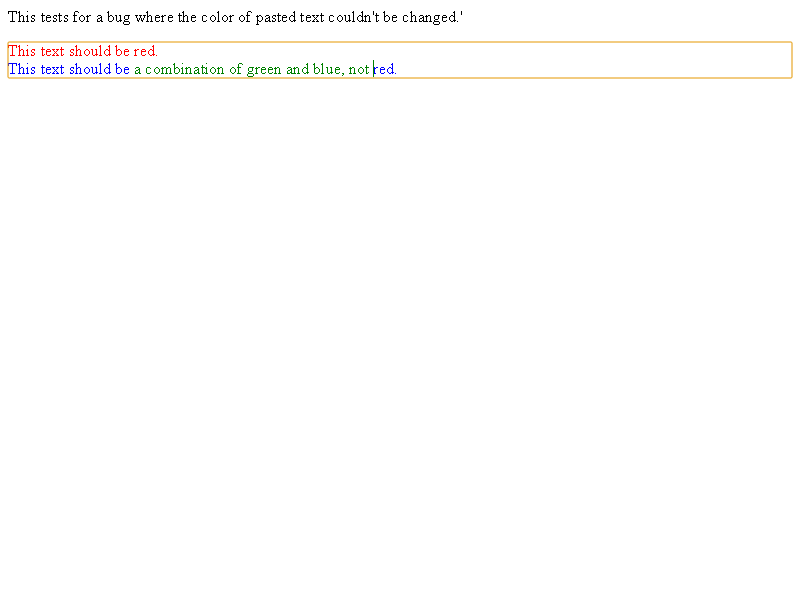 This tests for a bug where the color of pasted text couldn't be changed.'
This text should be red.
This text should be a combination of green and blue, not red.